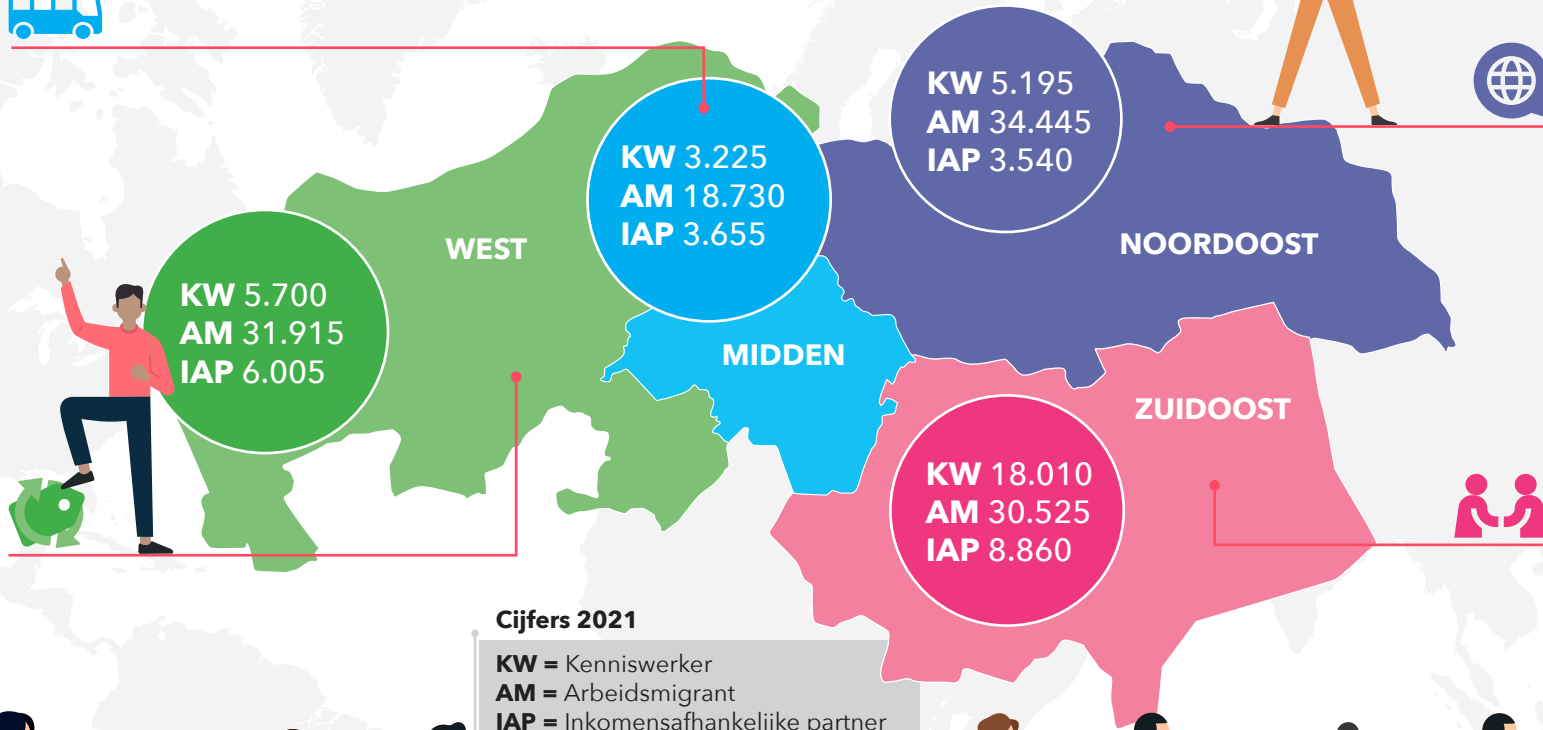 KW 5.195
AM 34.445
IAP 3.540
KW 3.225
AM 18.730
IAP 3.655
WEST
NOORDOOST
KW 5.700
AM 31.915
IAP 6.005
MIDDEN
ZUIDOOST
KW 18.010
AM 30.525
IAP 8.860
Cijfers 2021
KW = Kenniswerker
AM = Arbeidsmigrant
IAP = Inkomensafhankelijke partner